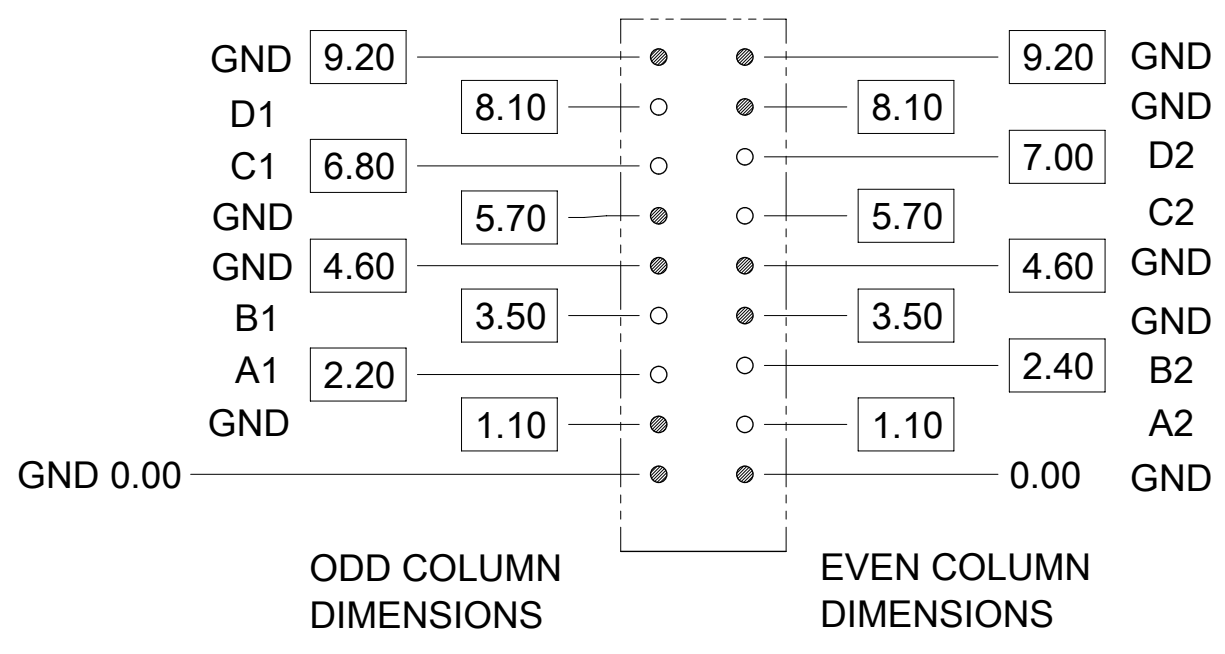 GND 9.20 9.20 GND
D1 8.10 8.10 GND
C1 6.80 7.00 D2
GND 5.70 5.70 C2
GND 4.60 4.60 GND
B1 3.50 3.50 GND
A1 2.20 2.40 B2
GND 1.10 1.10 A2
GND 0.00 0.00 GND
ODD COLUMN
DIMENSIONS
EVEN COLUMN
DIMENSIONS